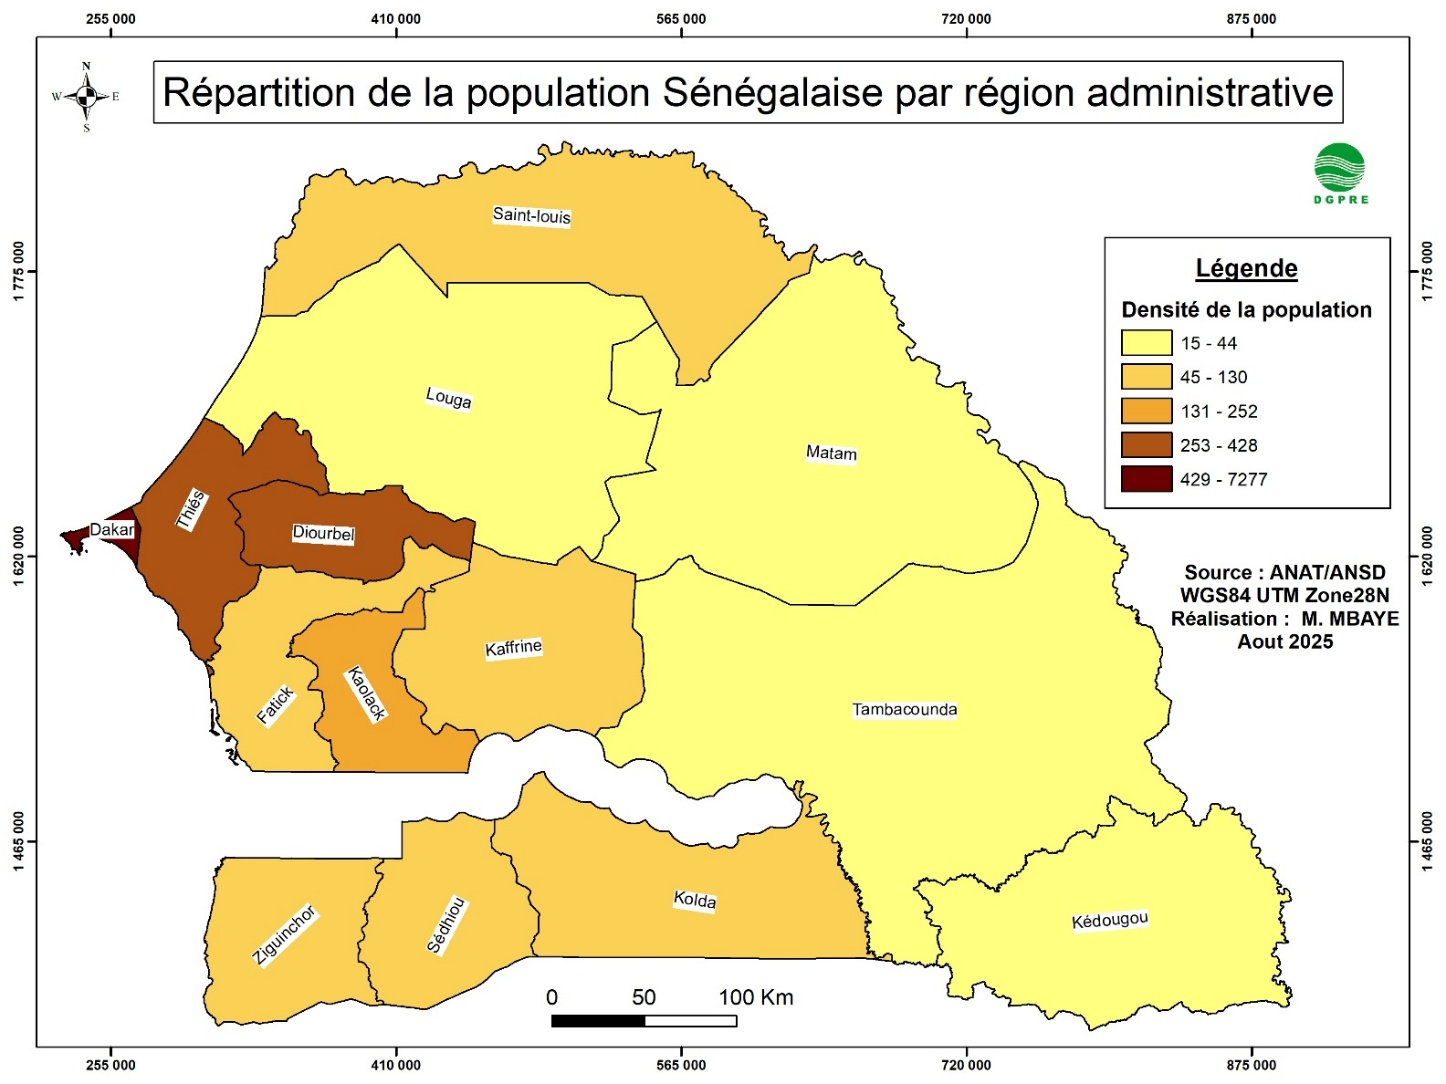 255 000 410 000 565 000 720 000 875 000
N
W E
S
Répartition de la population Sénégalaise par région administrative
DGPRE
Saint-louis
1 775 000
1 775 000
Légende
Densité de la population
15 - 44
45 - 130
131 - 252
253 - 428
429 - 7277
Louga
Matam
Thiés
Dakar
Diourbel
1 620 000
1 620 000
Source : ANAT/ANSD
WGS84 UTM Zone28N
Réalisation : M. MBAYE
Aout 2025
Kaffrine
Fatick
Kaolack
Tambacounda
1 465 000
1 465 000
Kolda
Ziguinchor
Sédhiou
Kédougou
0 50 100 Km
255 000 410 000 565 000 720 000 875 000